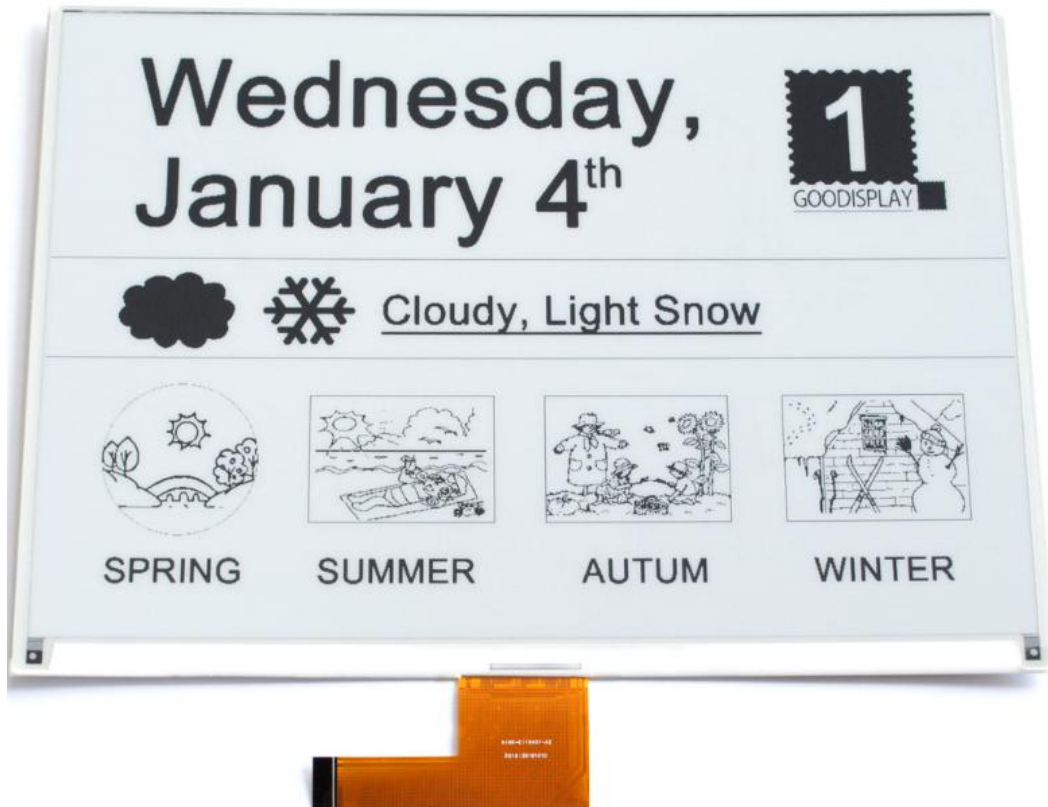 Wednesday,
January 4th
1
GOODISPLAY
Cloudy, Light Snow
SPRING
SUMMER
AUTUM
WINTER